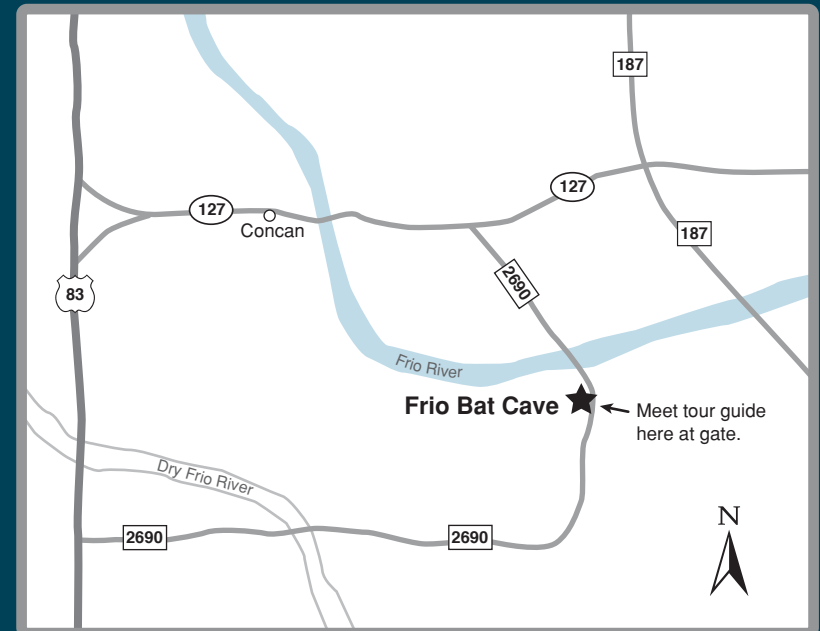 187
127
127
Concan
187
2690
83
Frio River
Frio Bat Cave
Meet tour guide
here at gate.
Dry Frio River
N
2690
2690